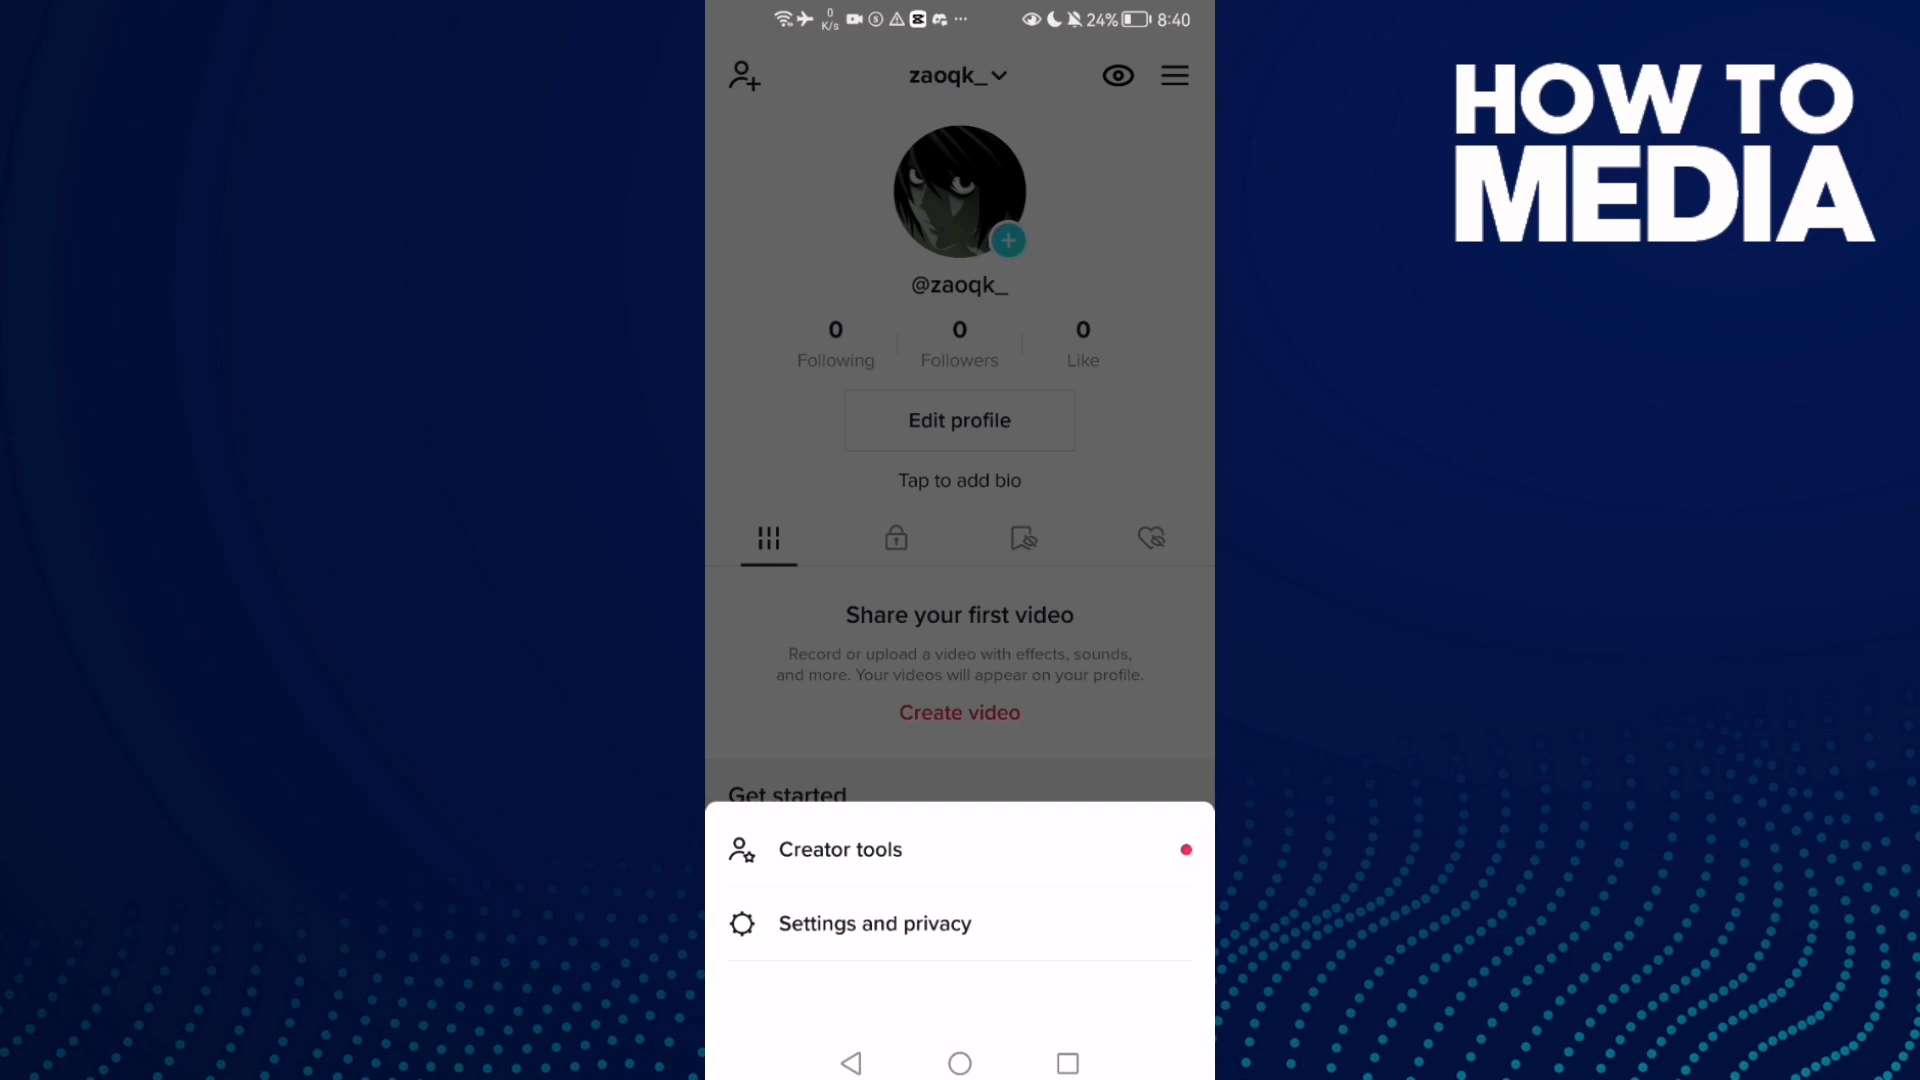 0
K/s
24%
8:40
zaoqk_
HOW TO
MEDIA
@zaoqk_
0 0 0
Following Followers Like
Edit profile
Tap to add bio
Share your first video
Record or upload a video with effects, sounds,
and more. Your videos will appear on your profile.
Create video
Get started
Creator tools
Settings and privacy